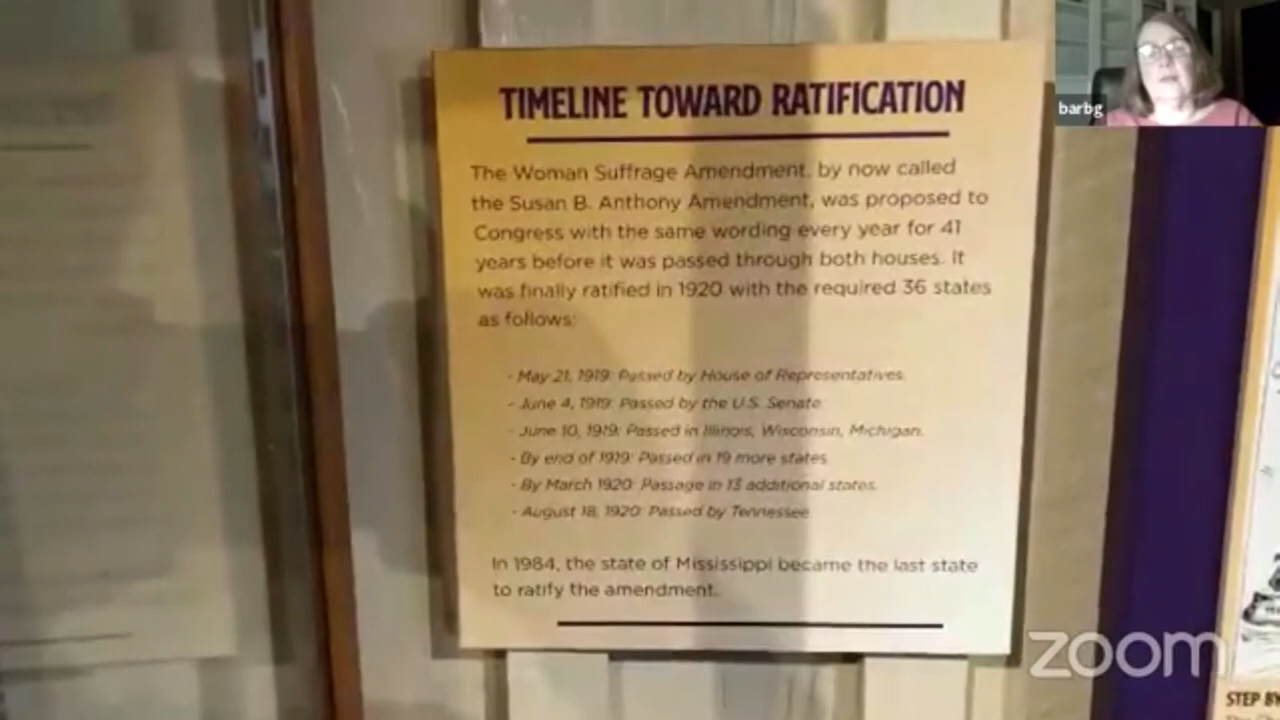 TIMELINE TOWARD RATIFICATION
The Woman Suffrage Amendment, by now called
the Susan B. Anthony Amendment, was proposed to
Congress with the same wording every year for 41
years before it was passed through both houses. It
was finally ratified in 1920 with the required 36 states
as follows:
- May 21, 1919: Passed by House of Representatives.
- June 4, 1919: Passed by the U.S. Senate
- June 10, 1919: Passed in Illinois, Wisconsin, Michigan.
- By end of 1919: Passed in 19 more states
- By March 1920: Passage in 13 additional states.
- August 18, 1920: Passed by Tennessee
In 1984, the state of Mississippi became the last state
to ratify the amendment.
barbg
zoom
STEP BY